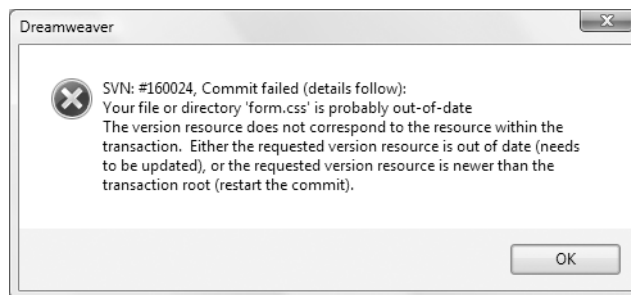 Dreamweaver
SVN: #160024, Commit failed (details follow):
Your file or directory 'form.css' is probably out-of-date
The version resource does not correspond to the resource within the
transaction.  Either the requested version resource is out of date (needs
to be updated), or the requested version resource is newer than the
transaction root (restart the commit).
OK